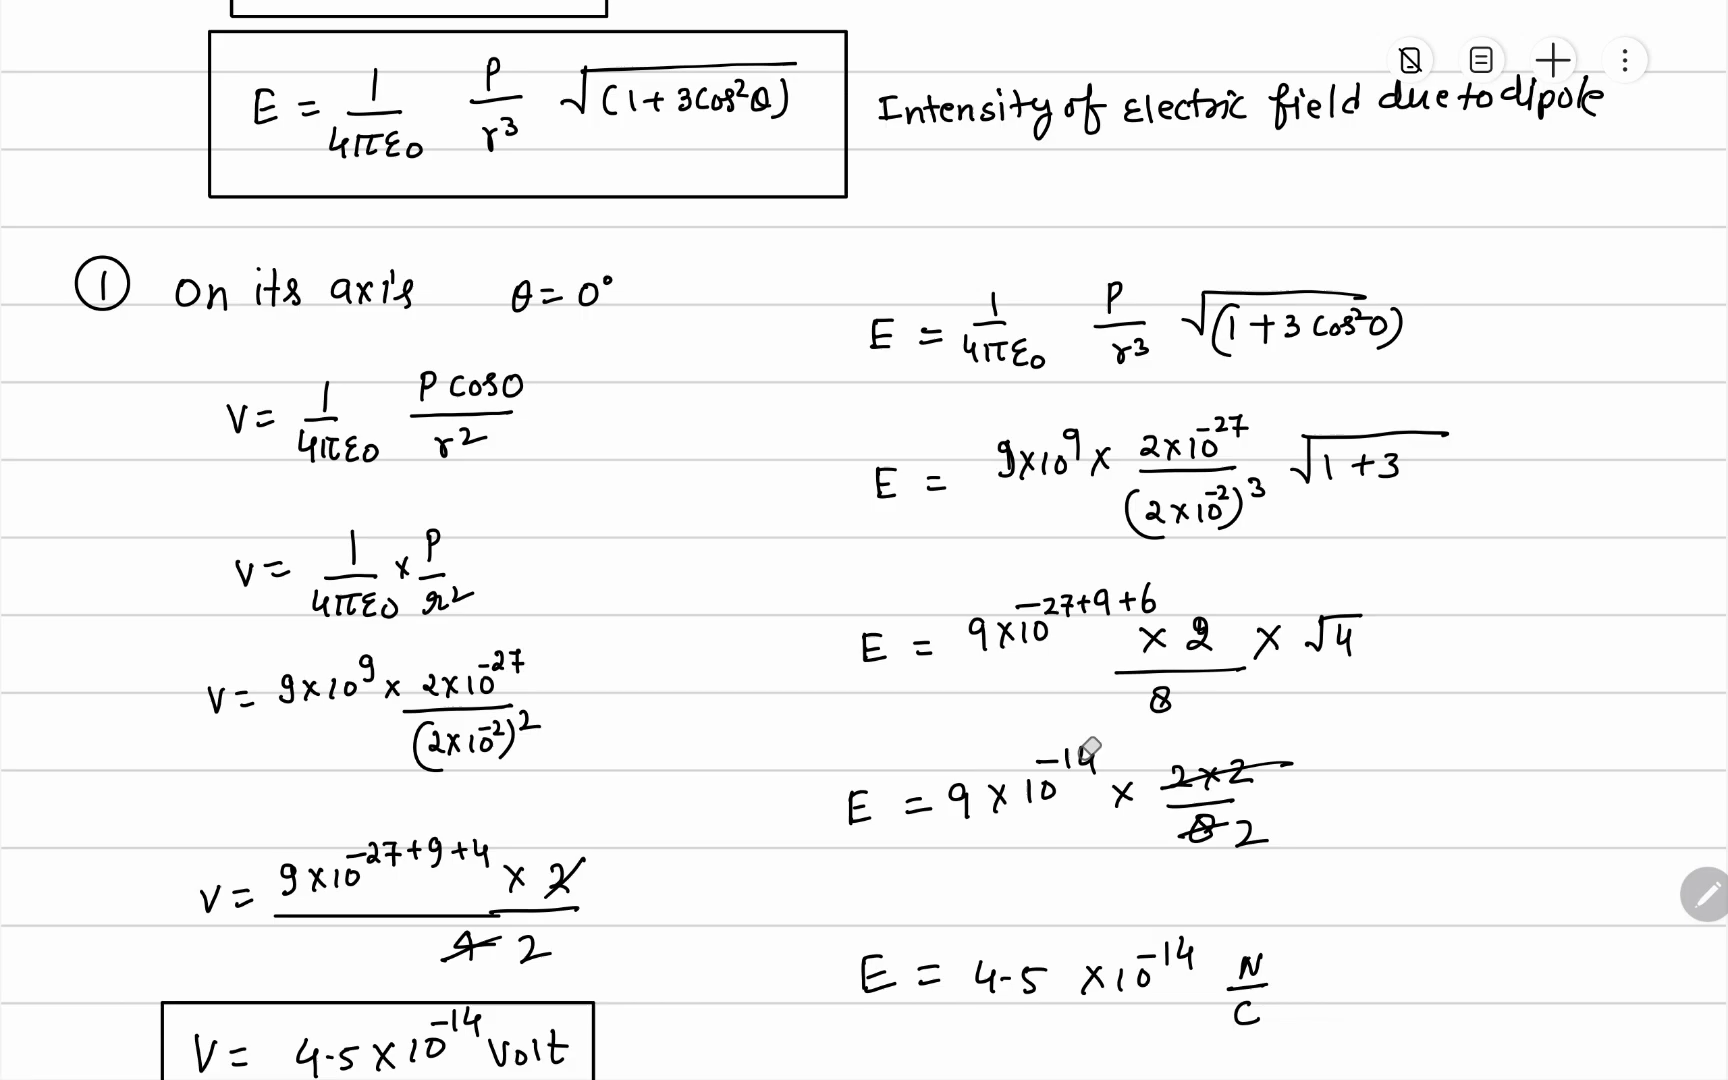 E = 1/4πε0 P/r³ √(1+3cos²θ) Intensity of Electric field due to dipole
① On its axis θ = 0°
V = 1/4πε0 P cos0/r²
V = 1/4πε0 × P/r²
V = 9×10⁹ × 2×10⁻²⁷/(2×10⁻²)²
V = 9×10⁻²⁷⁺⁹⁺⁴ × 2/4 2
V = 4.5×10⁻¹⁴ Volt
E = 1/4πε0 P/r³ √(1+3 cos²0)
E = 9×10⁹ × 2×10⁻²⁷/(2×10⁻²)³ √1+3
E = 9×10⁻²⁷⁺⁹⁺⁶ × 2/8 × √4
E = 9×10⁻¹⁴ × 2×2/8 2
E = 4.5 ×10⁻¹⁴ N/C